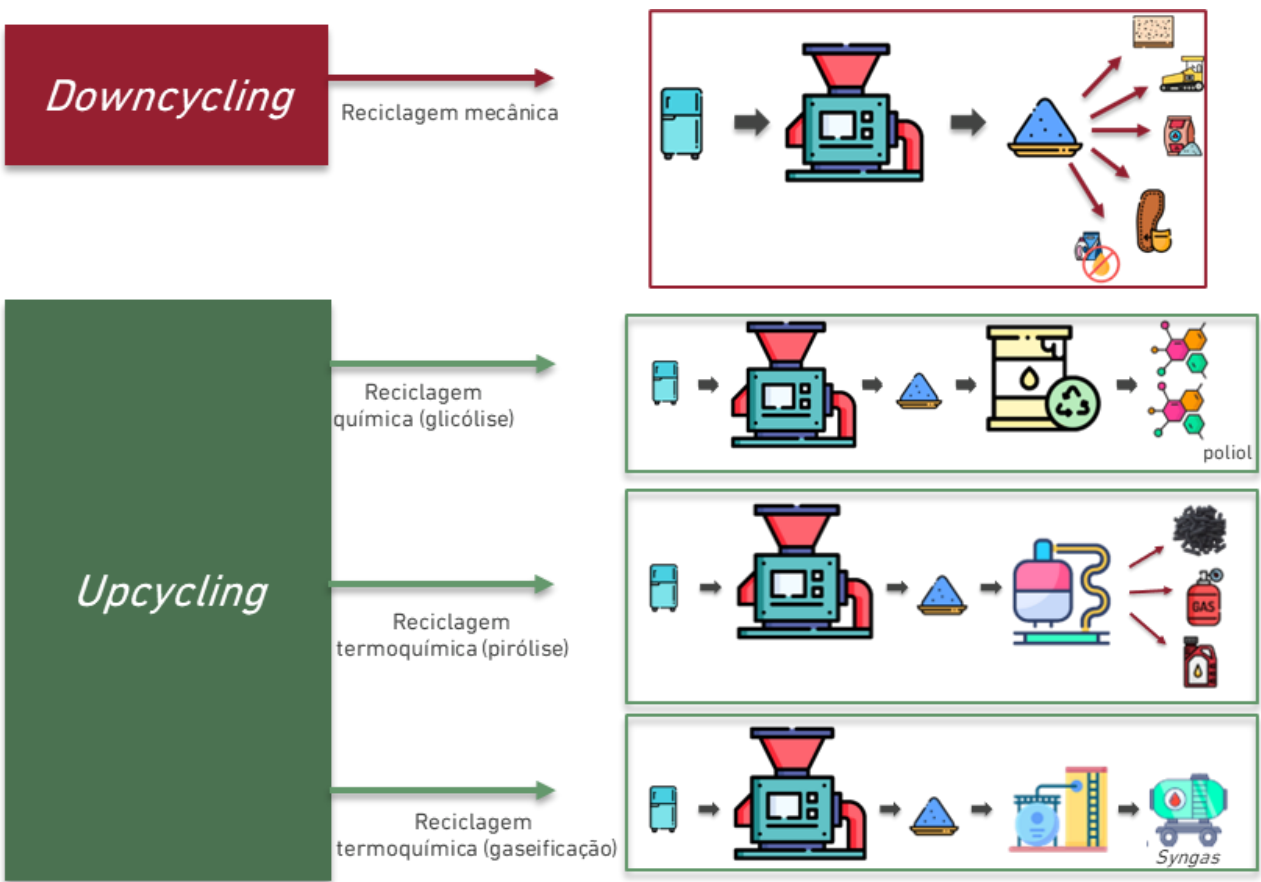 Downcycling
Reciclagem mecânica
Upcycling
Reciclagem
química (glicólise)
poliol
Reciclagem
termoquímica (pirólise)
GAS
Reciclagem
termoquímica (gaseificação)
Syngas